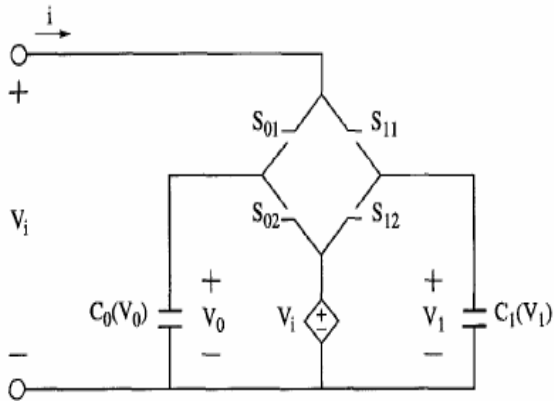 i
+
S01 S11
Vi
S02 S12
+ +
C0(V0) V0 Vi + − V1 C1(V1)
− − −